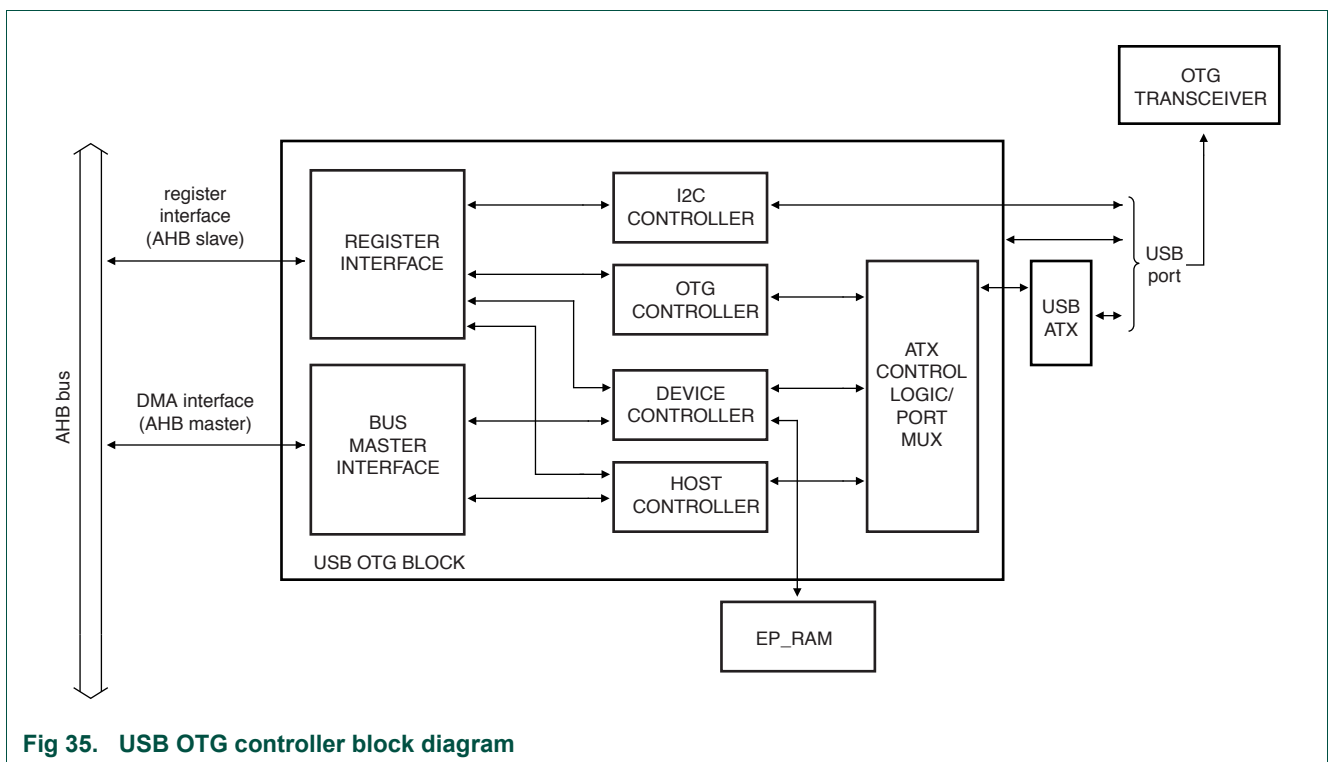 OTG
TRANSCEIVER
AHB bus
register
interface
(AHB slave)
DMA interface
(AHB master)
REGISTER
INTERFACE
BUS
MASTER
INTERFACE
I2C
CONTROLLER
OTG
CONTROLLER
DEVICE
CONTROLLER
HOST
CONTROLLER
ATX
CONTROL
LOGIC/
PORT
MUX
USB
ATX
USB
port
USB OTG BLOCK
EP_RAM
Fig 35. USB OTG controller block diagram